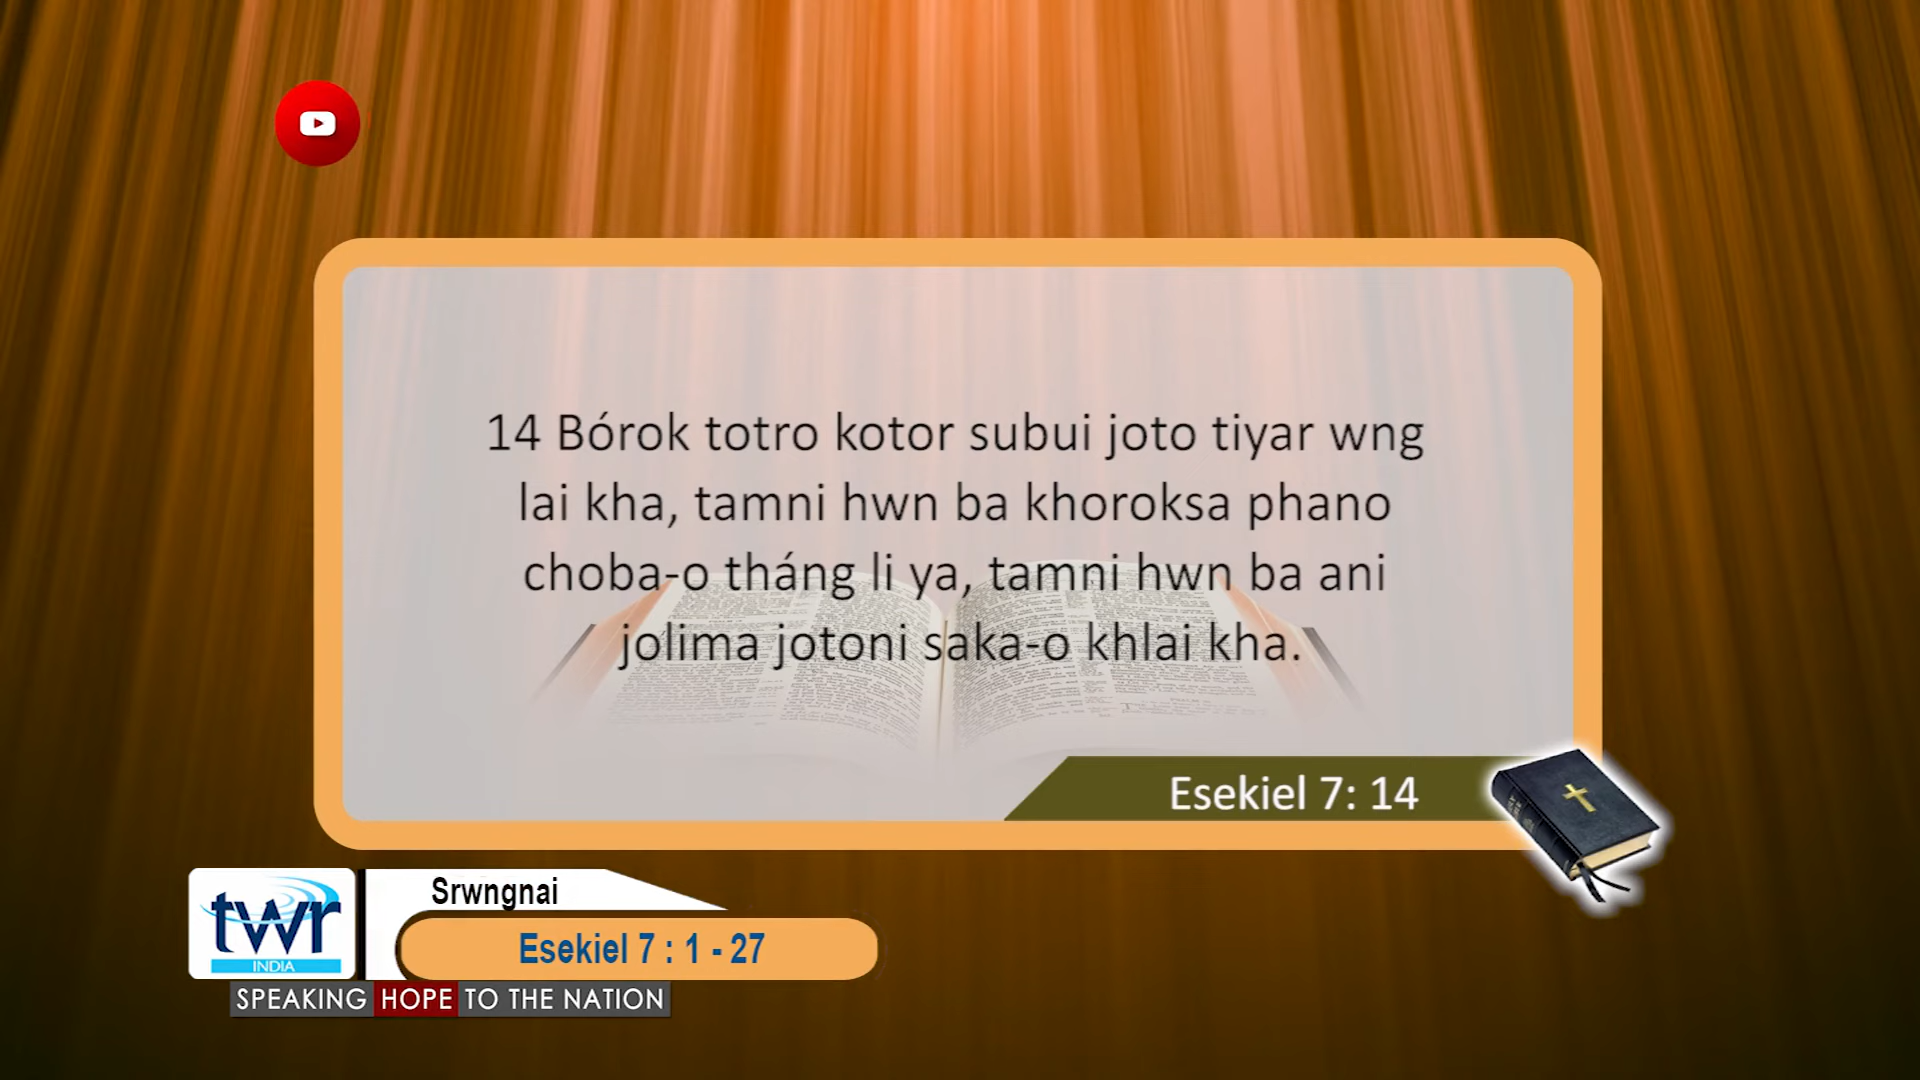 14 Bórok totro kotor subui joto tiyar wng
lai kha, tamni hwn ba khoroksa phano
choba-o tháng li ya, tamni hwn ba ani
jolima jotoni saka-o khlai kha.
Esekiel 7: 14
Srwngnai
Esekiel 7 : 1 - 27
twr
INDIA
SPEAKING HOPE TO THE NATION